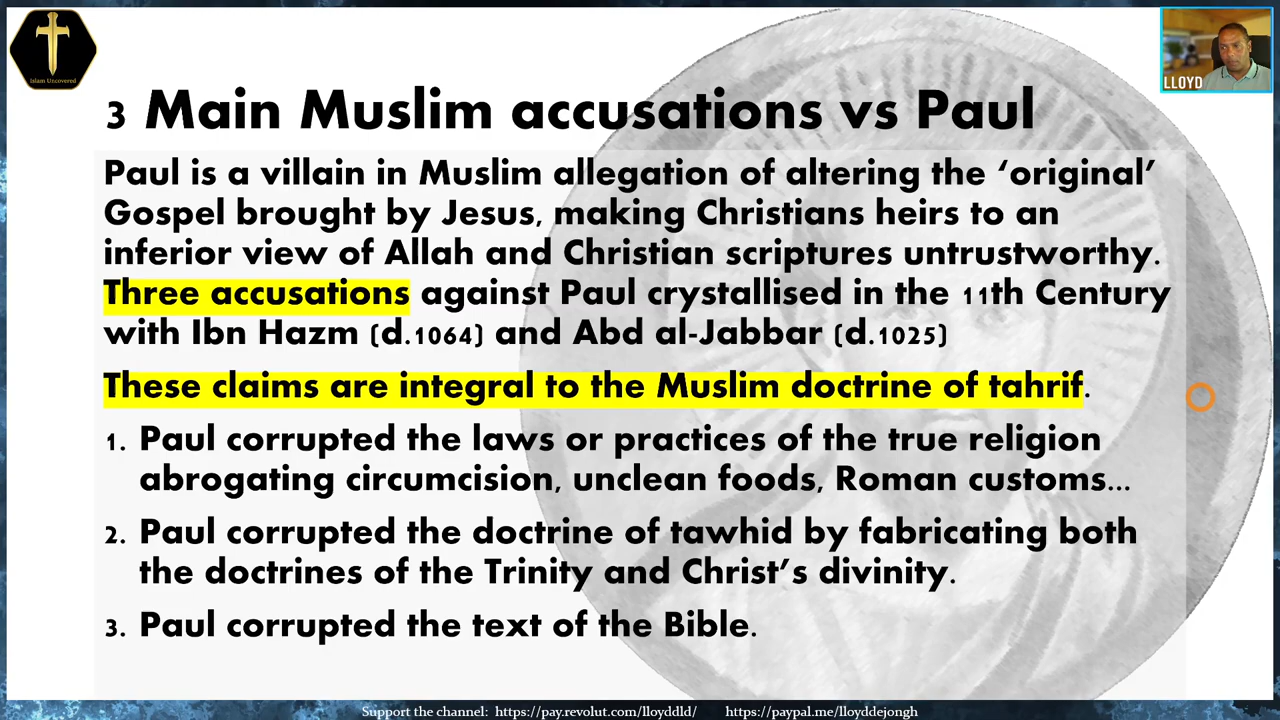 Islam Uncovered
LLOYD
3 Main Muslim accusations vs Paul
Paul is a villain in Muslim allegation of altering the ‘original’
Gospel brought by Jesus, making Christians heirs to an
inferior view of Allah and Christian scriptures untrustworthy.
Three accusations against Paul crystallised in the 11th Century
with Ibn Hazm (d.1064) and Abd al-Jabbar (d.1025)
These claims are integral to the Muslim doctrine of tahrif.
1. Paul corrupted the laws or practices of the true religion
abrogating circumcision, unclean foods, Roman customs...
2. Paul corrupted the doctrine of tawhid by fabricating both
the doctrines of the Trinity and Christ’s divinity.
3. Paul corrupted the text of the Bible.
Support the channel: https://pay.revolut.com/lloyddld/ https://paypal.me/lloyddejongh